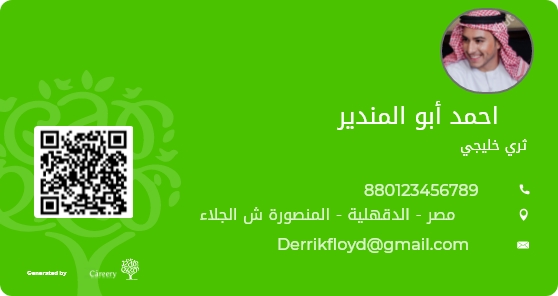 احمد أبو المندير
ثري خليجي
880123456789
مصر - الدقهلية - المنصورة ش الجلاء
Derrikfloyd@gmail.com
Generated by
Careery